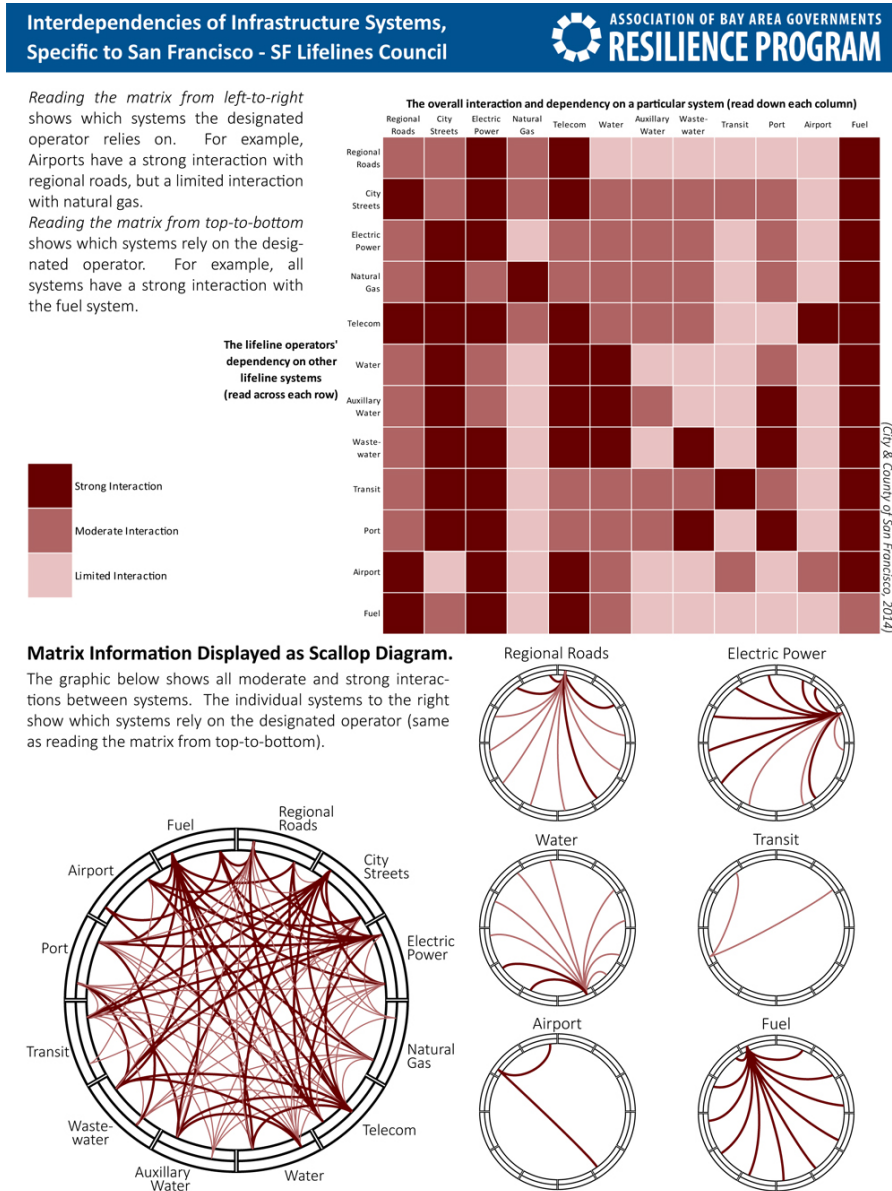 Interdependencies of Infrastructure Systems,
Specific to San Francisco - SF Lifelines Council
ASSOCIATION OF BAY AREA GOVERNMENTS
RESILIENCE PROGRAM
Reading the matrix from left-to-right
shows which systems the designated
operator relies on. For example,
Airports have a strong interaction with
regional roads, but a limited interaction
with natural gas.
Reading the matrix from top-to-bottom
shows which systems rely on the desig-
nated operator. For example, all
systems have a strong interaction with
the fuel system.
The overall interaction and dependency on a particular system (read down each column)
Regional Roads
City Streets
Electric Power
Natural Gas
Telecom
Water
Auxillary Water
Waste-water
Transit
Port
Airport
Fuel
The lifeline operators'
dependency on other
lifeline systems
(read across each row)
Regional
Roads
City
Streets
Electric
Power
Natural
Gas
Telecom
Water
Auxillary
Water
Waste-
water
Transit
Port
Airport
Fuel
Strong Interaction
Moderate Interaction
Limited Interaction
(City & County of San Francisco, 2014)
Matrix Information Displayed as Scallop Diagram.
The graphic below shows all moderate and strong interac-
tions between systems. The individual systems to the right
show which systems rely on the designated operator (same
as reading the matrix from top-to-bottom).
Fuel
Regional
Roads
City
Streets
Electric
Power
Natural
Gas
Telecom
Water
Auxillary
Water
Waste-
water
Transit
Port
Airport
Regional Roads
Electric Power
Water
Transit
Airport
Fuel